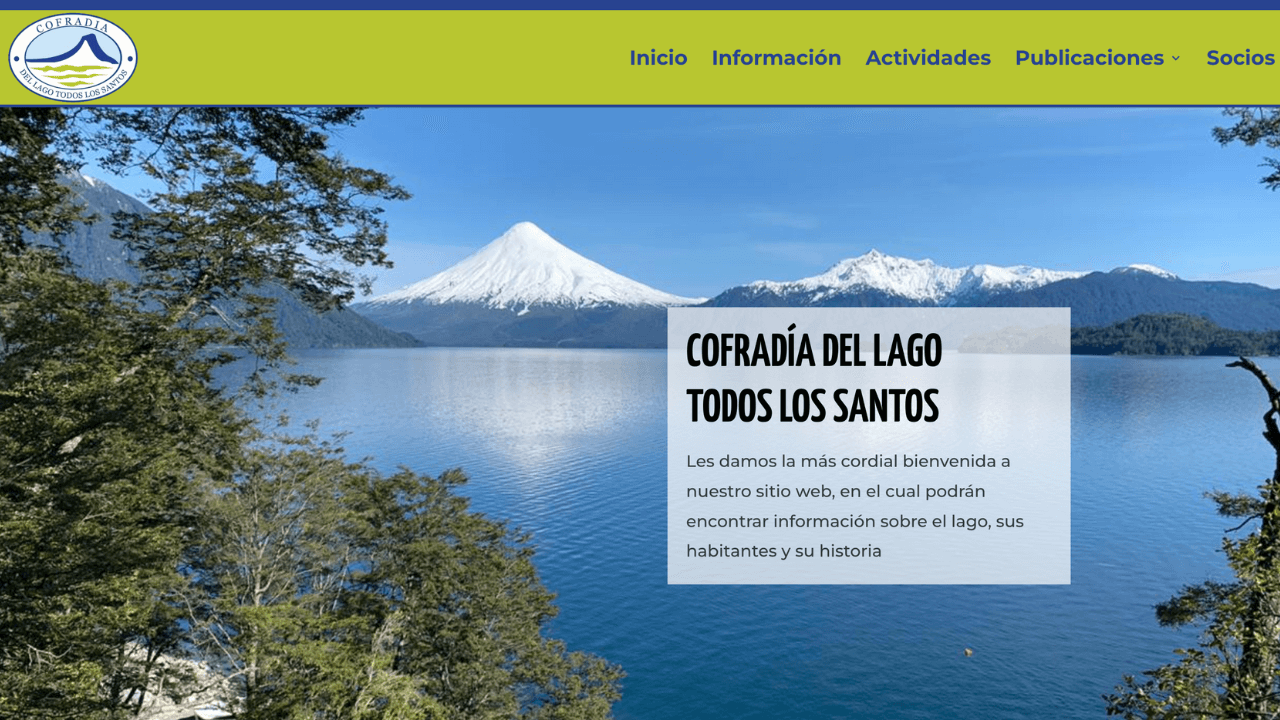 COFRADIA
DEL LAGO TODOS LOS SANTOS
Inicio Información Actividades Publicaciones Socios
COFRADÍA DEL LAGO
TODOS LOS SANTOS
Les damos la más cordial bienvenida a
nuestro sitio web, en el cual podrán
encontrar información sobre el lago, sus
habitantes y su historia